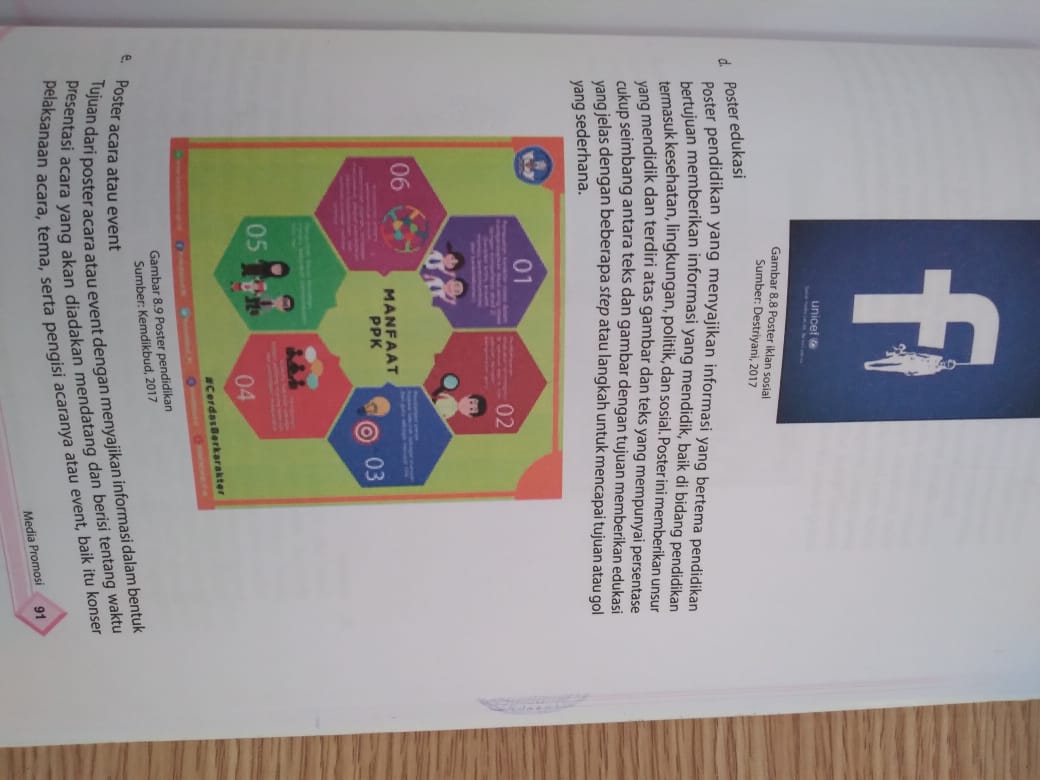 f
unicef
Gambar 8.8 Poster iklan sosial
Sumber: Destriyani, 2017
d. Poster edukasi
Poster pendidikan yang menyajikan informasi yang bertema pendidikan
bertujuan memberikan informasi yang mendidik, baik di bidang pendidikan
termasuk kesehatan, lingkungan, politik, dan sosial. Poster ini memberikan unsur
yang mendidik dan terdiri atas gambar dan teks yang mempunyai persentase
cukup seimbang antara teks dan gambar dengan tujuan memberikan edukasi
yang jelas dengan beberapa step atau langkah untuk mencapai tujuan atau gol
yang sederhana.
01
02
06
MANFAAT
PPK
03
05
04
#CerdasBerkarakter
Gambar 8.9 Poster pendidikan
Sumber: Kemdikbud, 2017
e. Poster acara atau event
Tujuan dari poster acara atau event dengan menyajikan informasi dalam bentuk
presentasi acara yang akan diadakan mendatang dan berisi tentang waktu
pelaksanaan acara, tema, serta pengisi acaranya atau event, baik itu konser
Media Promosi 91